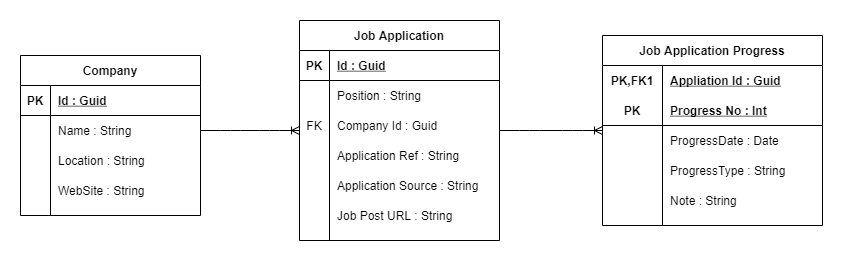 Company
PK Id : Guid
Name : String
Location : String
WebSite : String
Job Application
PK Id : Guid
Position : String
FK Company Id : Guid
Application Ref : String
Application Source : String
Job Post URL : String
Job Application Progress
PK,FK1 Appliation Id : Guid
PK Progress No : Int
ProgressDate : Date
ProgressType : String
Note : String